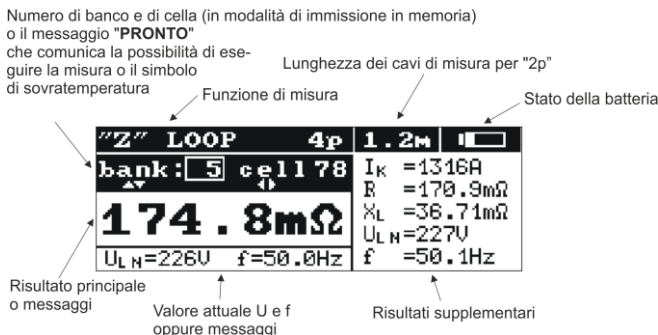 Numero di banco e di cella (in modalità di immissione in memoria)
o il messaggio "PRONTO"
che comunica la possibilità di ese-
guire la misura o il simbolo
di sovratemperatura
Funzione di misura
Lunghezza dei cavi di misura per "2p"
Stato della batteria
"Z" LOOP 4p 1.2M
bank: 5 cell78
174.8mΩ
UL N=226V f=50.0Hz
IK =1316A
R =170.9mΩ
XL =36.71mΩ
UL N=227V
f =50.1Hz
Risultato principale
o messaggi
Valore attuale U e f
oppure messaggi
Risultati supplementari